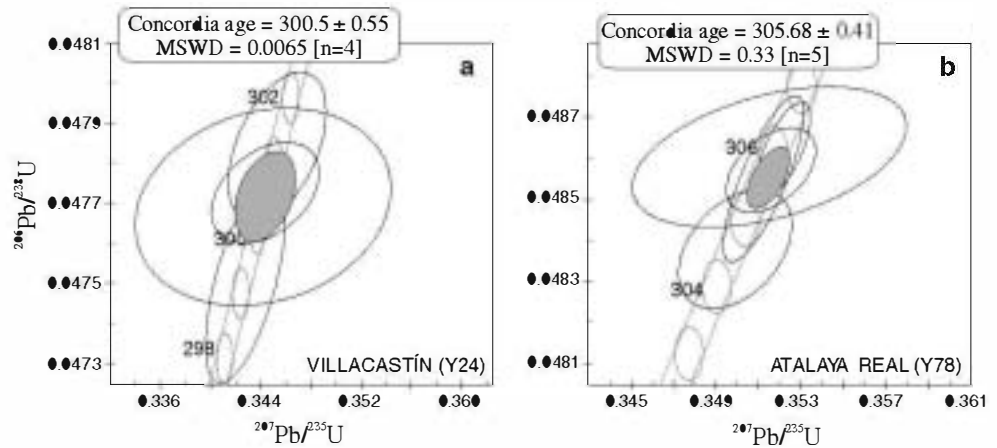 Concordia age = 300.5 ± 0.55
MSWD = 0.0065 [n=4]
a
0.0481
0.0479
0.0477
0.0475
0.0473
²⁰⁶Pb/²³⁸U
302
300
298
VILLACASTÍN (Y24)
0.336
0.344
0.352
0.360
²⁰⁷Pb/²³⁵U
Concordia age = 305.68 ± 0.41
MSWD = 0.33 [n=5]
b
0.0487
0.0485
0.0483
0.0481
306
304
ATALAYA REAL (Y78)
0.345
0.349
0.353
0.357
0.361
²⁰⁷Pb/²³⁵U